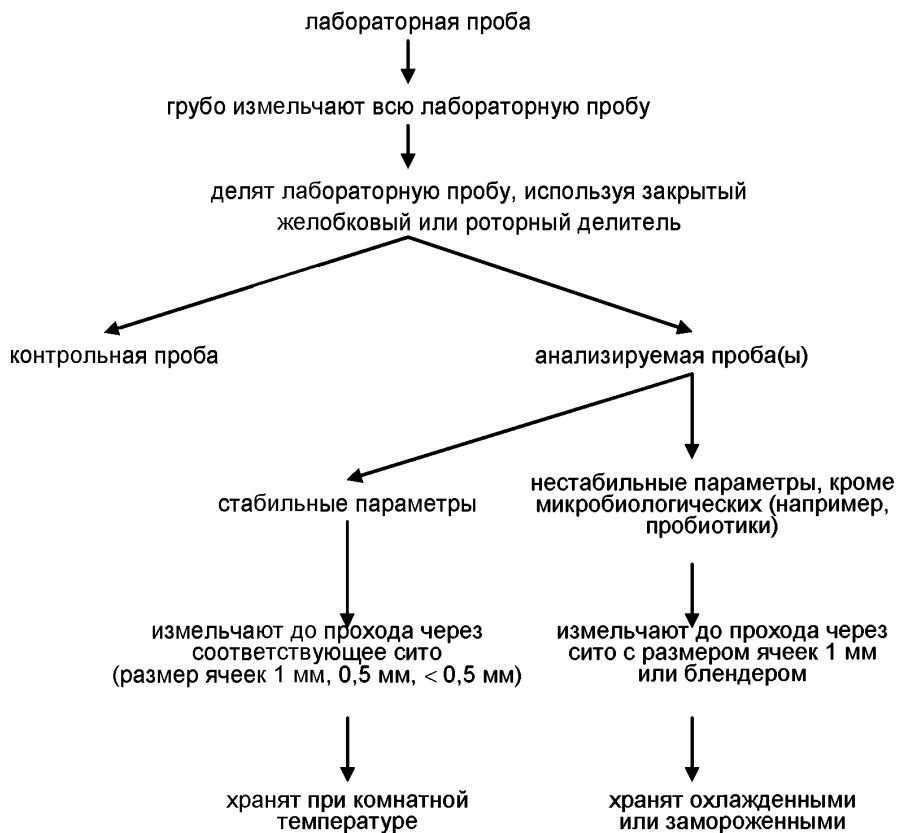 лабораторная проба
грубо измельчают всю лабораторную пробу
делят лабораторную пробу, используя закрытый
желобковый или роторный делитель
контрольная проба
анализируемая проба(ы)
стабильные параметры
нестабильные параметры, кроме
микробиологических (например,
пробиотики)
измельчают до прохода через
соответствующее сито
(размер ячеек 1 мм, 0,5 мм, < 0,5 мм)
измельчают до прохода через
сито с размером ячеек 1 мм
или блендером
хранят при комнатной
температуре
хранят охлажденными
или замороженными